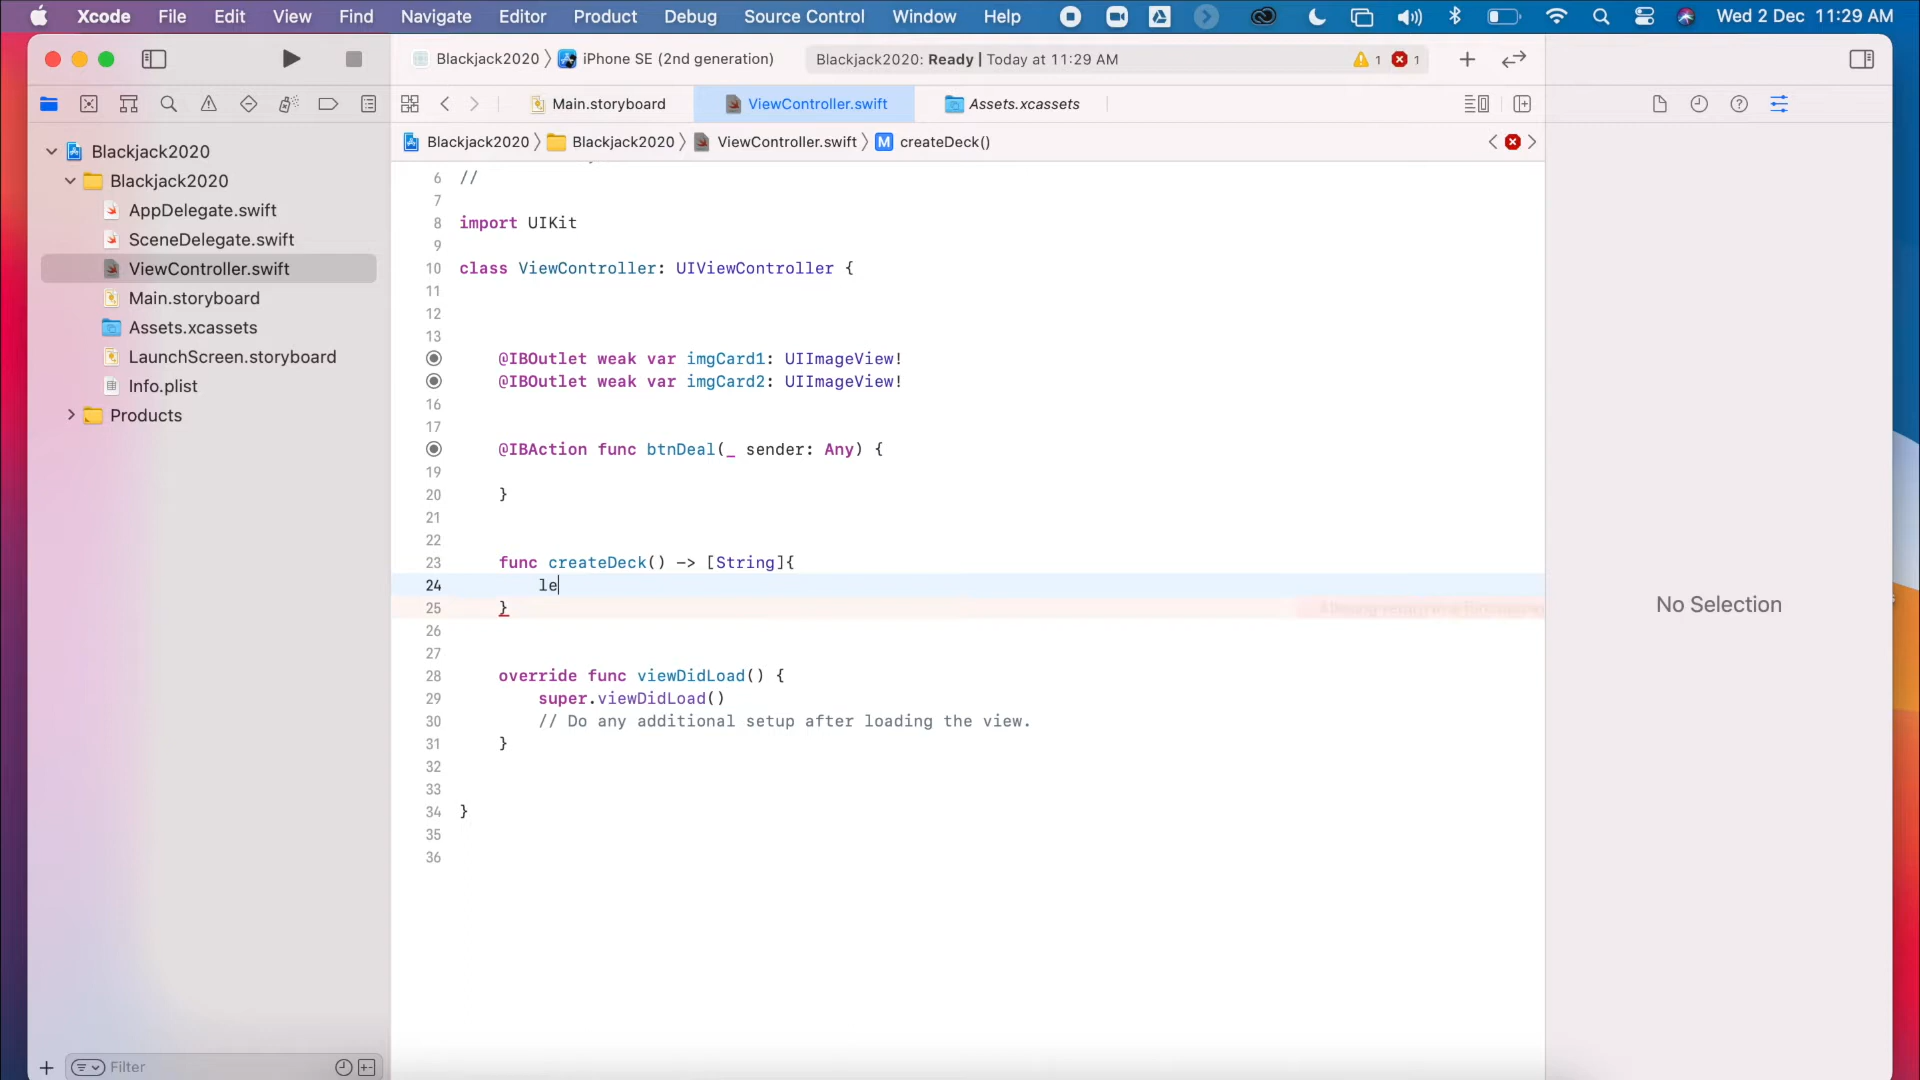 Xcode File Edit View Find Navigate Editor Product Debug Source Control Window Help Wed 2 Dec 11:29 AM
Blackjack2020 iPhone SE (2nd generation) Blackjack2020: Ready | Today at 11:29 AM 1 1
Main.storyboard ViewController.swift Assets.xcassets
Blackjack2020 Blackjack2020 ViewController.swift M createDeck()
Blackjack2020
Blackjack2020
AppDelegate.swift
SceneDelegate.swift
ViewController.swift
Main.storyboard
Assets.xcassets
LaunchScreen.storyboard
Info.plist
Products
6 //
7
8 import UIKit
9
10 class ViewController: UIViewController {
11
12
13
@IBOutlet weak var imgCard1: UIImageView!
@IBOutlet weak var imgCard2: UIImageView!
16
17
@IBAction func btnDeal(_ sender: Any) {
19
20 }
21
22
23 func createDeck() -> [String]{
24 le
25 }
26
27
28 override func viewDidLoad() {
29 super.viewDidLoad()
30 // Do any additional setup after loading the view.
31 }
32
33
34 }
35
36
No Selection
Filter